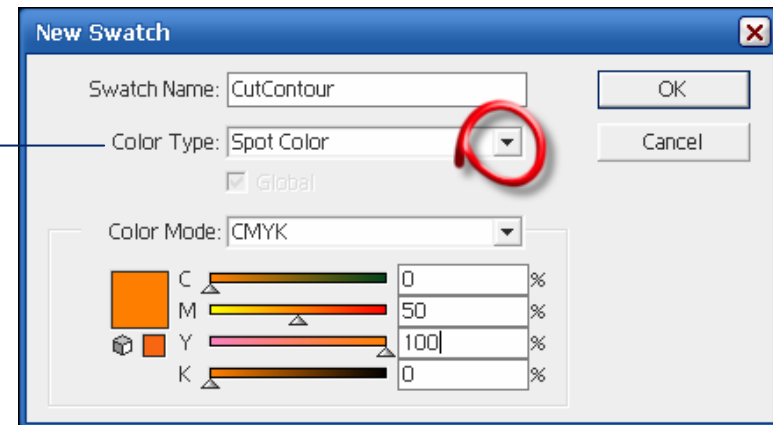 New Swatch
Swatch Name: CutContour
OK
Color Type: Spot Color
Cancel
Global
Color Mode: CMYK
C 0 %
M 50 %
Y 100 %
K 0 %